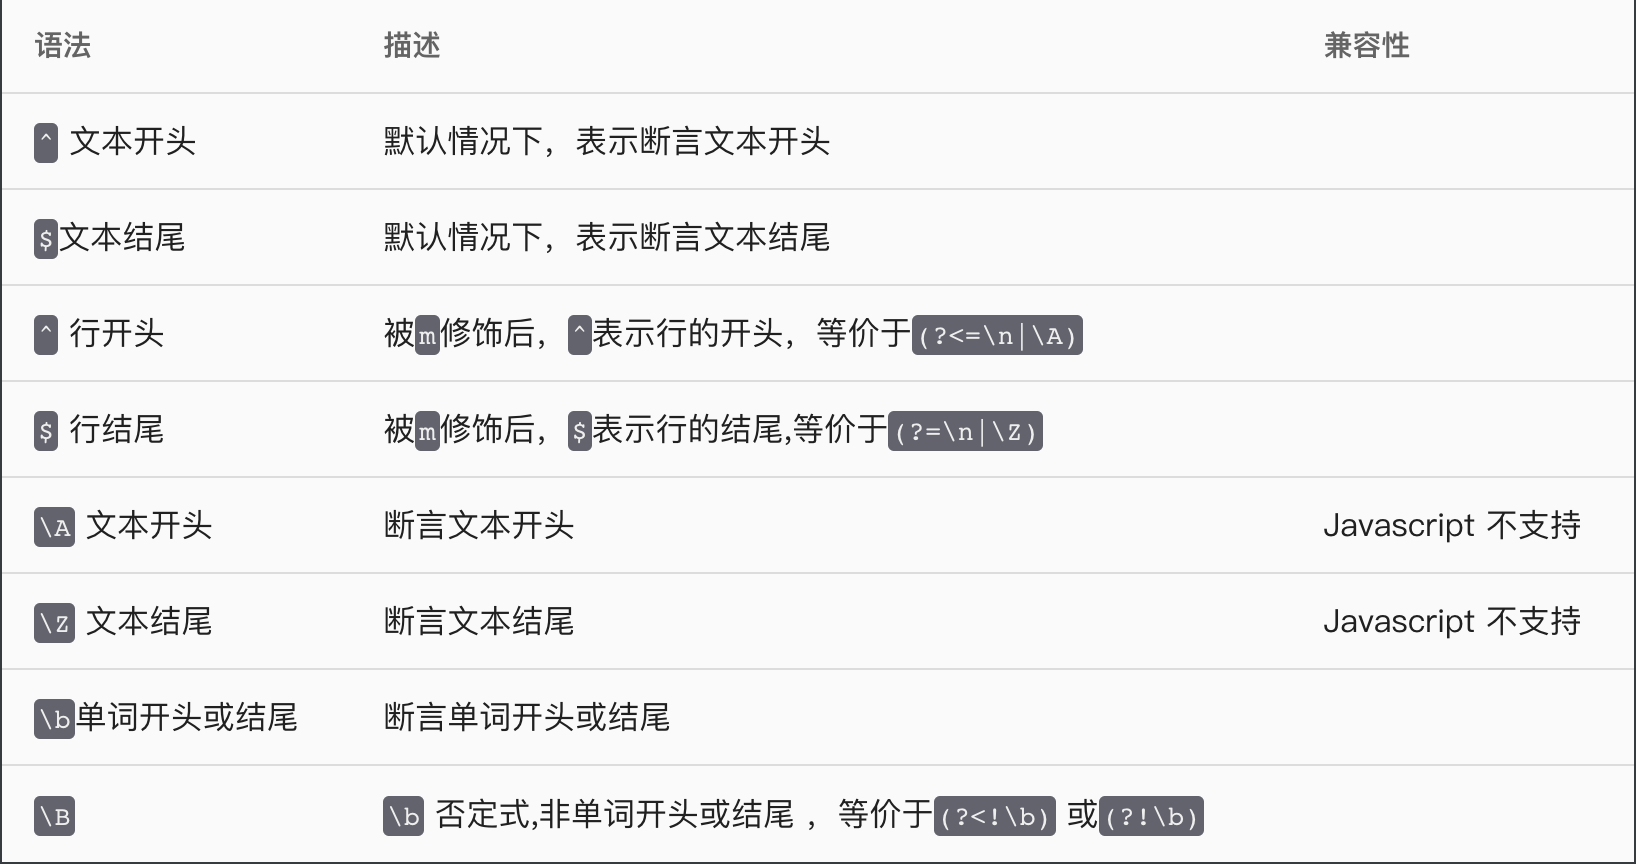 语法 描述 兼容性
^ 文本开头 默认情况下，表示断言文本开头
$文本结尾 默认情况下，表示断言文本结尾
^ 行开头 被m修饰后，^表示行的开头，等价于(?<=\n|\A)
$ 行结尾 被m修饰后，$表示行的结尾,等价于(?=\n|\Z)
\A 文本开头 断言文本开头 Javascript 不支持
\Z 文本结尾 断言文本结尾 Javascript 不支持
\b单词开头或结尾 断言单词开头或结尾
\B \b 否定式,非单词开头或结尾 ，等价于(?<!\b) 或(?!\b)